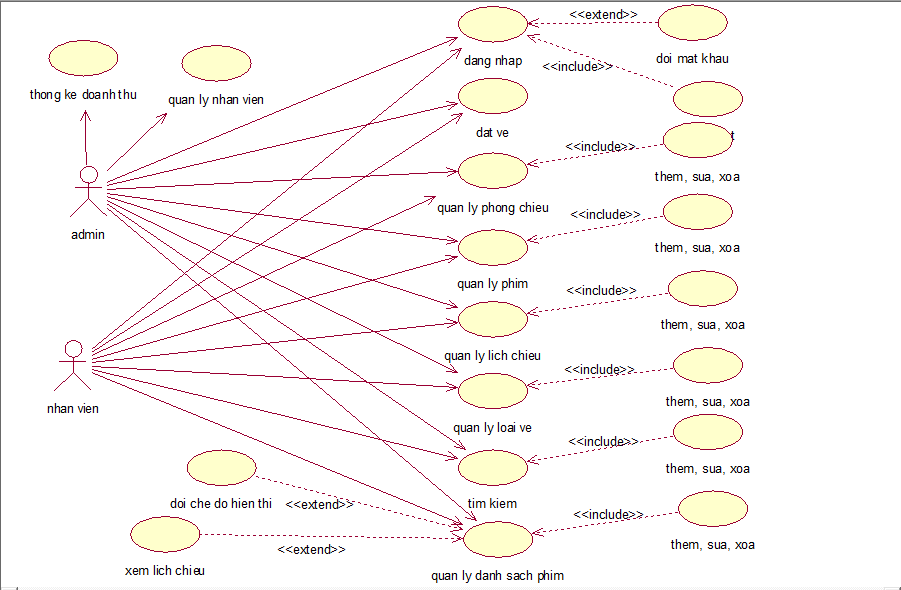 <<extend>>
doi mat khau
dang nhap
<<include>>
thong ke doanh thu
quan ly nhan vien
dat ve
t
<<include>>
them, sua, xoa
quan ly phong chieu
<<include>>
admin
them, sua, xoa
quan ly phim
<<include>>
them, sua, xoa
quan ly lich chieu
<<include>>
nhan vien
them, sua, xoa
quan ly loai ve
<<include>>
them, sua, xoa
doi che do hien thi
<<extend>>
tim kiem
<<include>>
them, sua, xoa
<<extend>>
xem lich chieu
quan ly danh sach phim